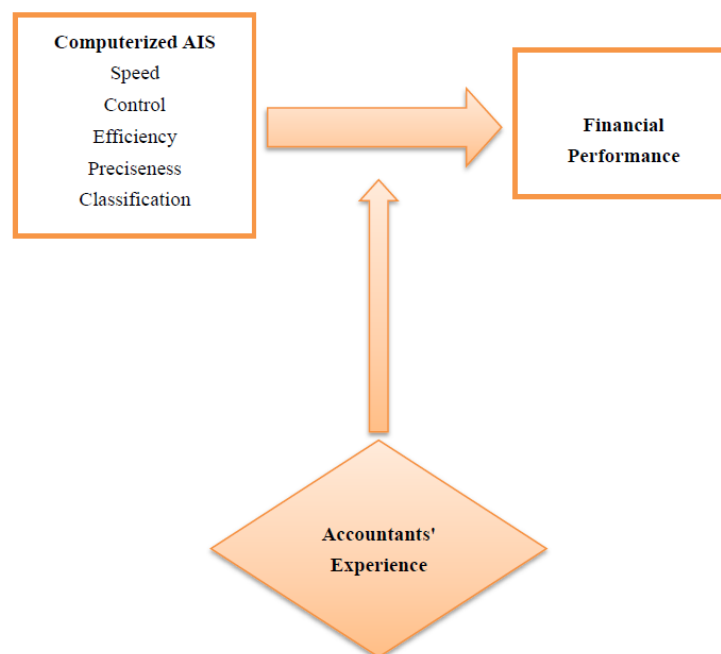 Computerized AIS
Speed
Control
Efficiency
Preciseness
Classification
Financial
Performance
Accountants'
Experience